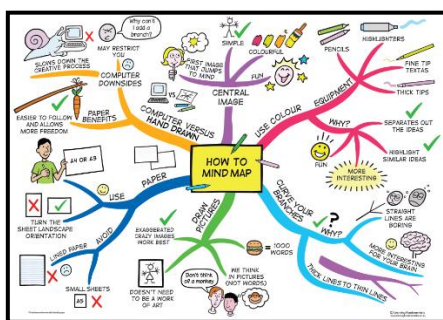 HOW TO
MIND MAP
CENTRAL
IMAGE
SIMPLE
COLOURFUL
FUN
FIRST IMAGE
THAT JUMPS
TO MIND
USE COLOUR
EQUIPMENT
PENCILS
HIGHLIGHTERS
FINE TIP
TEXTAS
THICK TIPS
WHY?
SEPARATES OUT
THE IDEAS
HIGHLIGHT
SIMILAR IDEAS
FUN
MORE
INTERESTING
CURVE YOUR
BRANCHES
WHY?
?
STRAIGHT
LINES ARE
BORING
MORE INTERESTING
FOR YOUR BRAIN
THICK LINES TO THIN LINES
DRAW
PICTURES
= 1000
WORDS
WE THINK
IN PICTURES
(NOT WORDS)
Don't think
of a monkey
DOESN'T NEED
TO BE A WORK
OF ART
EXAGGERATED
CRAZY IMAGES
WORK BEST
PAPER
USE
A4 OR A3
TURN THE
SHEET LANDSCAPE
ORIENTATION
AVOID
LINED PAPER
SMALL SHEETS
A5
COMPUTER VERSUS
HAND DRAWN
VS
PAPER
BENEFITS
EASIER TO FOLLOW
AND ALLOWS
MORE FREEDOM
COMPUTER
DOWNSIDES
SLOWS DOWN THE
CREATIVE PROCESS
MAY RESTRICT
YOU
Why can't
I add a
branch?